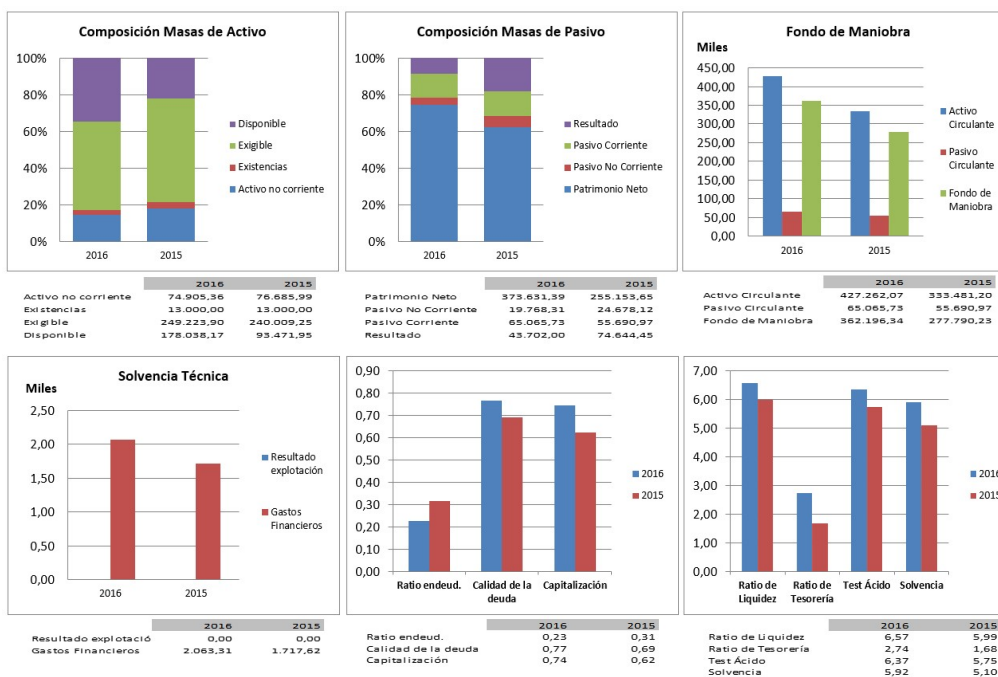 Composición Masas de Activo
100%
80%
60%
40%
20%
0%
2016
2015
Disponible
Exigible
Existencias
Activo no corriente
2016 2015
Activo no corriente 74.905,36 76.685,99
Existencias 13.000,00 13.000,00
Exigible 249.223,90 240.009,25
Disponible 178.038,17 93.471,95
Composición Masas de Pasivo
100%
80%
60%
40%
20%
0%
2016
2015
Resultado
Pasivo Corriente
Pasivo No Corriente
Patrimonio Neto
2016 2015
Patrimonio Neto 373.631,39 255.153,65
Pasivo No Corriente 19.768,31 24.678,12
Pasivo Corriente 65.065,73 55.690,97
Resultado 43.702,00 74.644,45
Fondo de Maniobra
Miles
450,00
400,00
350,00
300,00
250,00
200,00
150,00
100,00
50,00
0,00
2016
2015
Activo
Circulante
Pasivo
Circulante
Fondo de
Maniobra
2016 2015
Activo Circulante 427.262,07 333.481,20
Pasivo Circulante 65.065,73 55.690,97
Fondo de Maniobra 362.196,34 277.790,23
Solvencia Técnica
Miles
2,50
2,00
1,50
1,00
0,50
0,00
2016
2015
Resultado
explotación
Gastos
Financieros
2016 2015
Resultado explotació 0,00 0,00
Gastos Financieros 2.063,31 1.717,62
0,90
0,80
0,70
0,60
0,50
0,40
0,30
0,20
0,10
0,00
Ratio endeud.
Calidad de la
deuda
Capitalización
2016
2015
2016 2015
Ratio endeud. 0,23 0,31
Calidad de la deuda 0,77 0,69
Capitalización 0,74 0,62
7,00
6,00
5,00
4,00
3,00
2,00
1,00
0,00
Ratio de
Liquidez
Ratio de
Tesorería
Test Ácido
Solvencia
2016
2015
2016 2015
Ratio de Liquidez 6,57 5,99
Ratio de Tesorería 2,74 1,68
Test Ácido 6,37 5,75
Solvencia 5,92 5,10